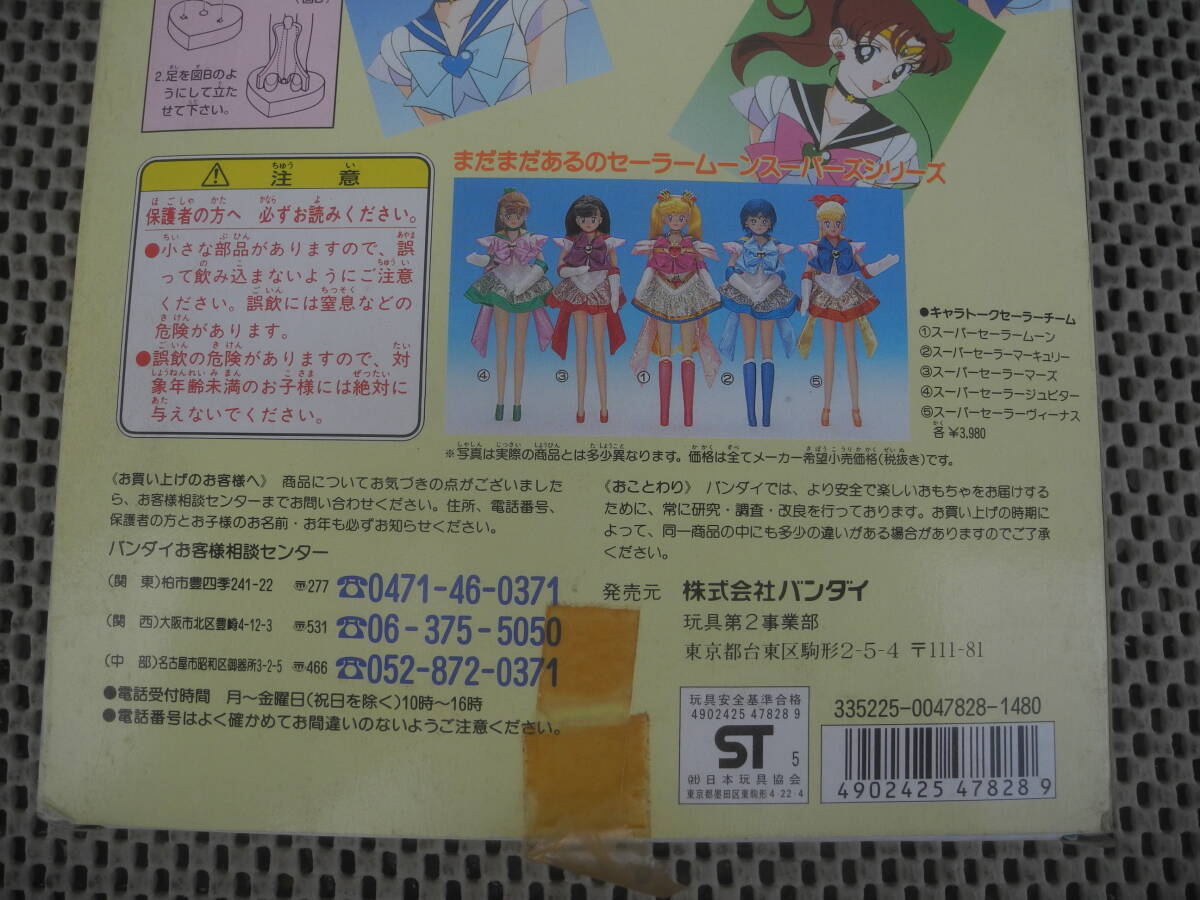 2.足を図Bのよ
うにして立た
せて下さい。
注意
保護者の方へ 必ずお読みください。
●小さな部品がありますので、誤
って飲み込まないようにご注意
ください。誤飲には窒息などの
危険があります。
●誤飲の危険がありますので、対
象年齢未満のお子様には絶対に
与えないでください。
まだまだあるのセーラームーンスーパーズシリーズ
④ ③ ① ② ⑤
●キャラトークセーラーチーム
①スーパーセーラームーン
②スーパーセーラーマーキュリー
③スーパーセーラーマーズ
④スーパーセーラージュピター
⑤スーパーセーラーヴィーナス
各¥3,980
※写真は実際の商品とは多少異なります。価格は全てメーカー希望小売価格(税抜き)です。
《お買い上げのお客様へ》 商品についてお気づきの点がございました
ら、お客様相談センターまでお問い合わせください。住所、電話番号、
保護者の方とお子様のお名前・お年も必ずお知らせください。
バンダイお客様相談センター
(関 東)柏市豊四季241-22 〠277 ☎0471-46-0371
(関 西)大阪市北区豊崎4-12-3 〠531 ☎06-375-5050
(中 部)名古屋市昭和区御器所3-2-5 〠466 ☎052-872-0371
●電話受付時間 月〜金曜日(祝日を除く)10時〜16時
●電話番号はよく確かめてお間違いのないようご注意ください。
《おことわり》 バンダイでは、より安全で楽しいおもちゃをお届けする
ために、常に研究・調査・改良を行っております。お買い上げの時期に
よって、同一商品の中にも多少の違いがある場合がありますのでご了承
ください。
発売元 株式会社バンダイ
玩具第2事業部
東京都台東区駒形2-5-4 〒111-81
玩具安全基準合格
4902425 47828 9
ST 5
㈳日本玩具協会
東京都墨田区東駒形4-22-4
335225-0047828-1480
4902425 478289